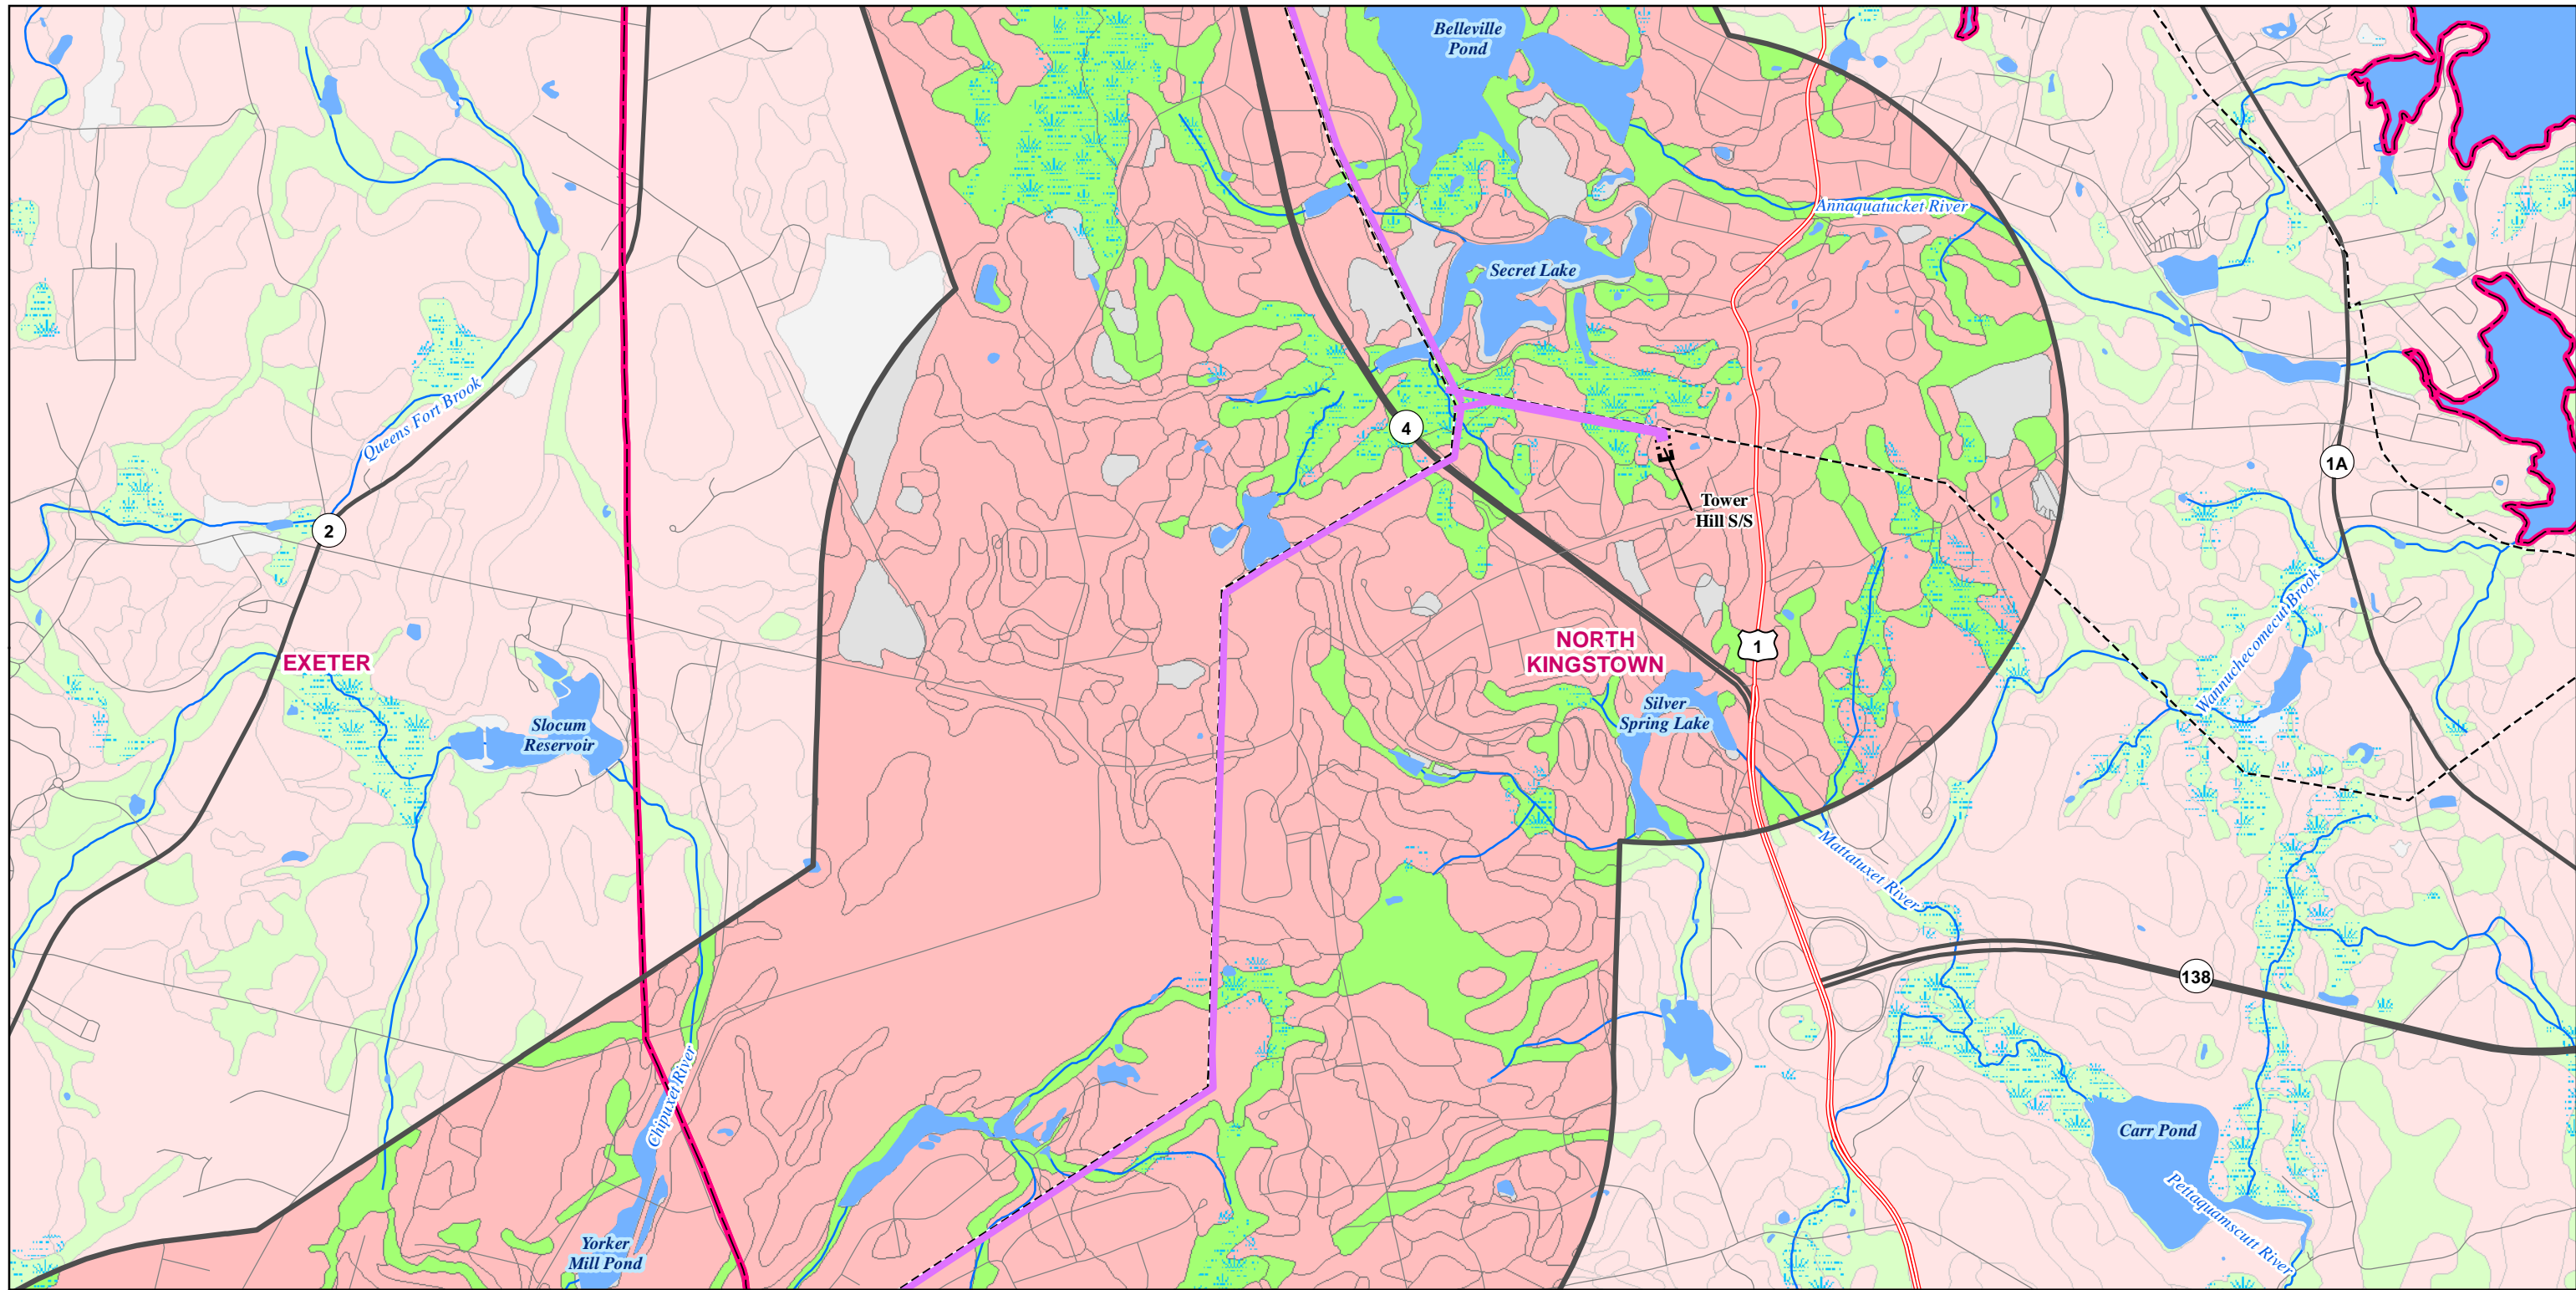 Belleville
Pond
Annaquatucket River
Secret Lake
Queens Fort Brook
4
1A
Tower
Hill S/S
2
Wannuchecomecut Brook
NORTH
KINGSTOWN
1
EXETER
Silver
Spring Lake
Slocum
Reservoir
Mattatuxet River
138
Chipuxet River
Carr Pond
Pettaquamscutt River
Yorker
Mill Pond